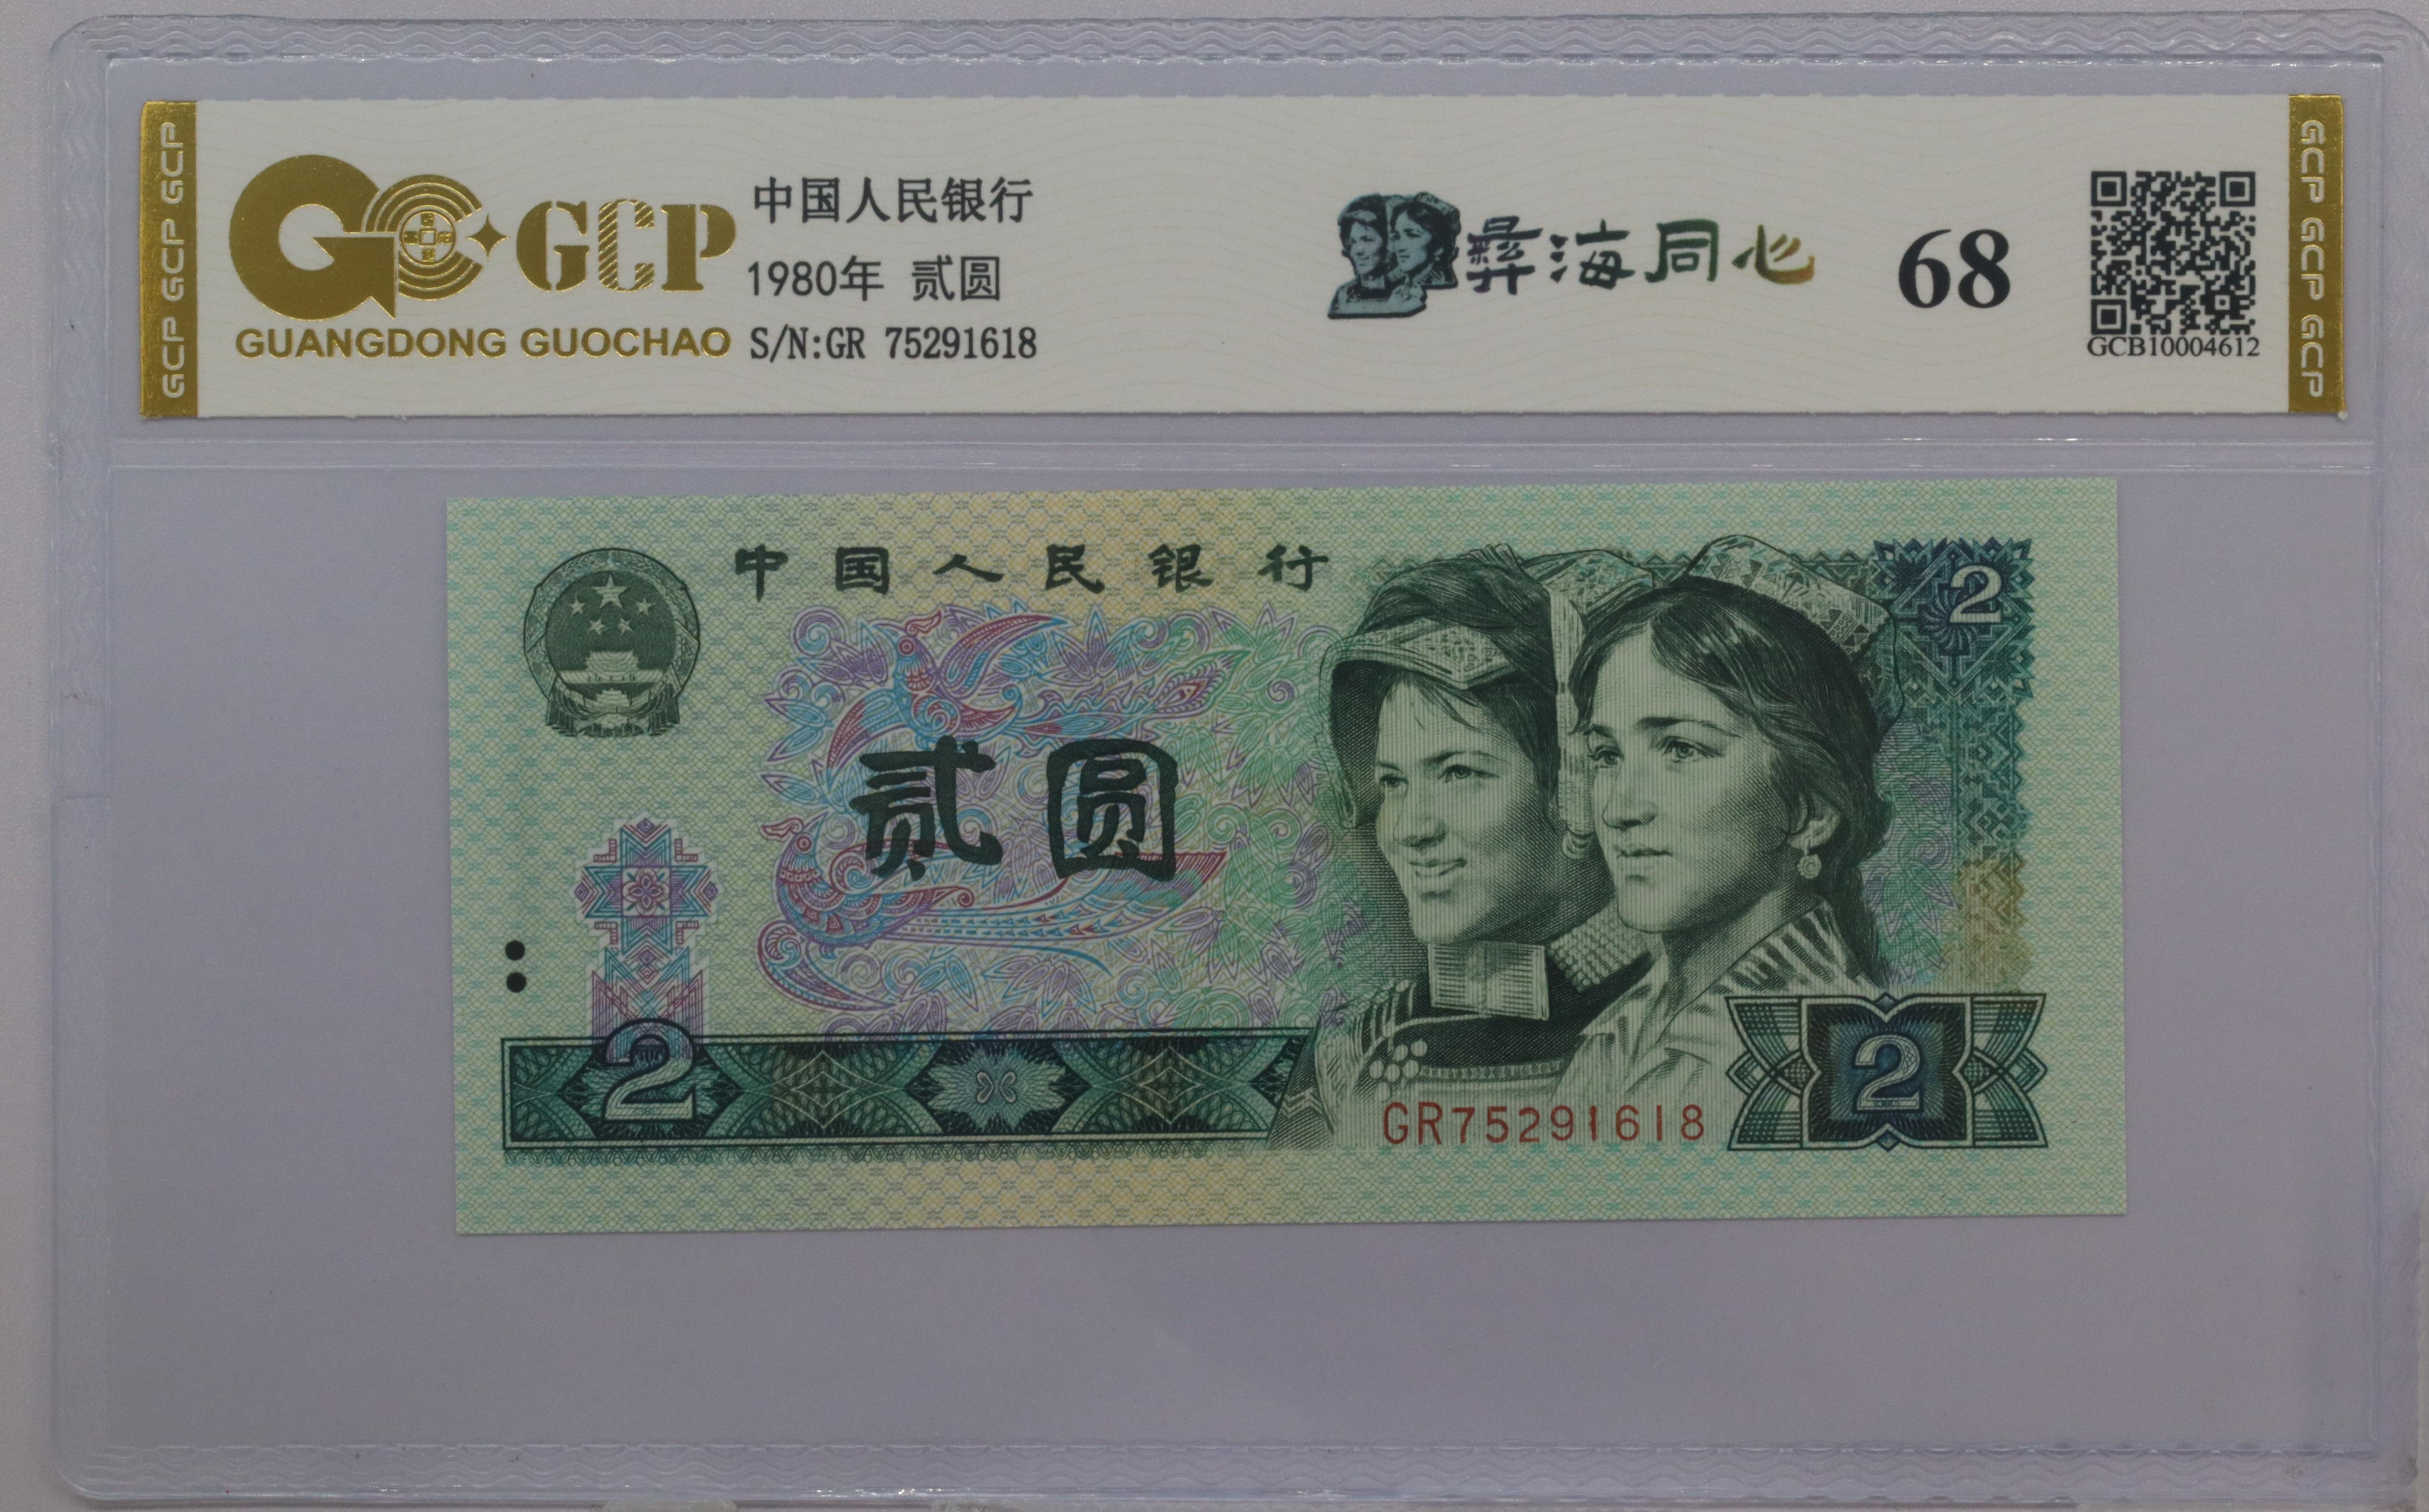 GCP GCP GCP
GCP
GUANGDONG GUOCHAO
中国人民银行
1980年 贰圆
S/N:GR 75291618
彝海同心
68
GCB10004612
GCP GCP GCP
中国人民银行
2
贰圆
2
GR75291618
2